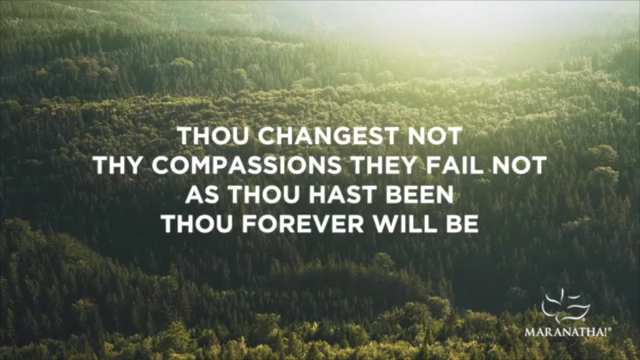 THOU CHANGEST NOT
THY COMPASSIONS THEY FAIL NOT
AS THOU HAST BEEN
THOU FOREVER WILL BE
MARANATHA!®